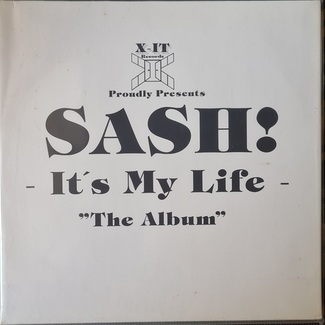 X-IT
Records
Proudly Presents
SASH!
- It´s My Life -
"The Album"